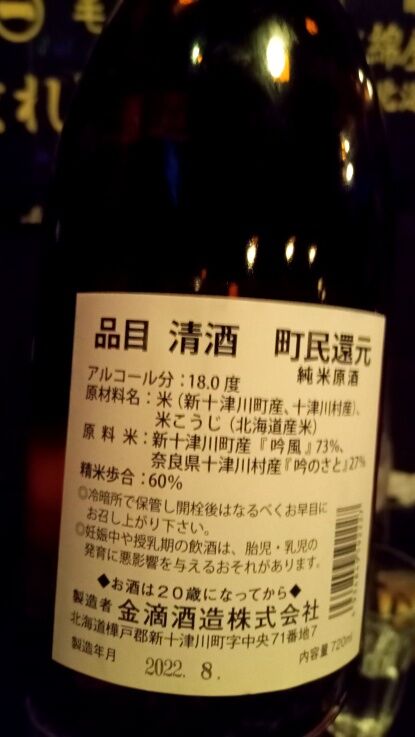 品目 清酒 町民還元
純米原酒
アルコール分：18.0度
原材料名：米（新十津川町産、十津川村産）、
米こうじ（北海道産米）
原料米：新十津川町産『吟風』73%、
奈良県十津川村産『吟のさと』27%
精米歩合：60%
◎冷暗所で保管し開栓後はなるべくお早目に
お召し上がり下さい。
◎妊娠中や授乳期の飲酒は、胎児・乳児の
発育に悪影響を与えるおそれがあります。
◆お酒は20歳になってから◆
製造者 金滴酒造株式会社
北海道樺戸郡新十津川町字中央71番地7
製造年月 2022. 8. 内容量 720ml